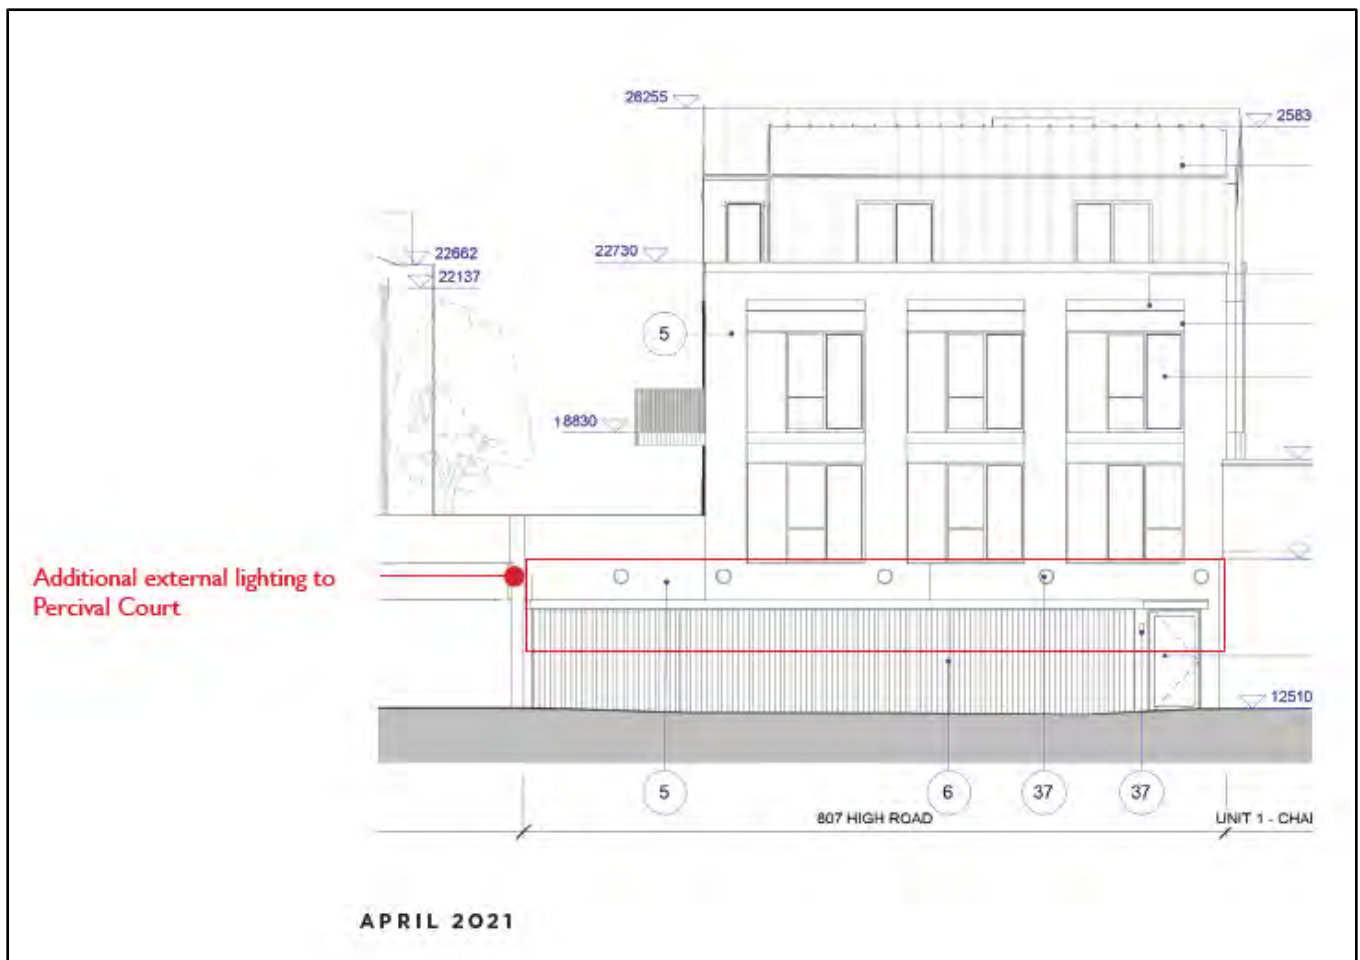 26255
2583
22662
22137
22730
5
18830
Additional external lighting to
Percival Court
12510
5
6
37
37
807 HIGH ROAD
UNIT 1 - CHAI
APRIL 2021